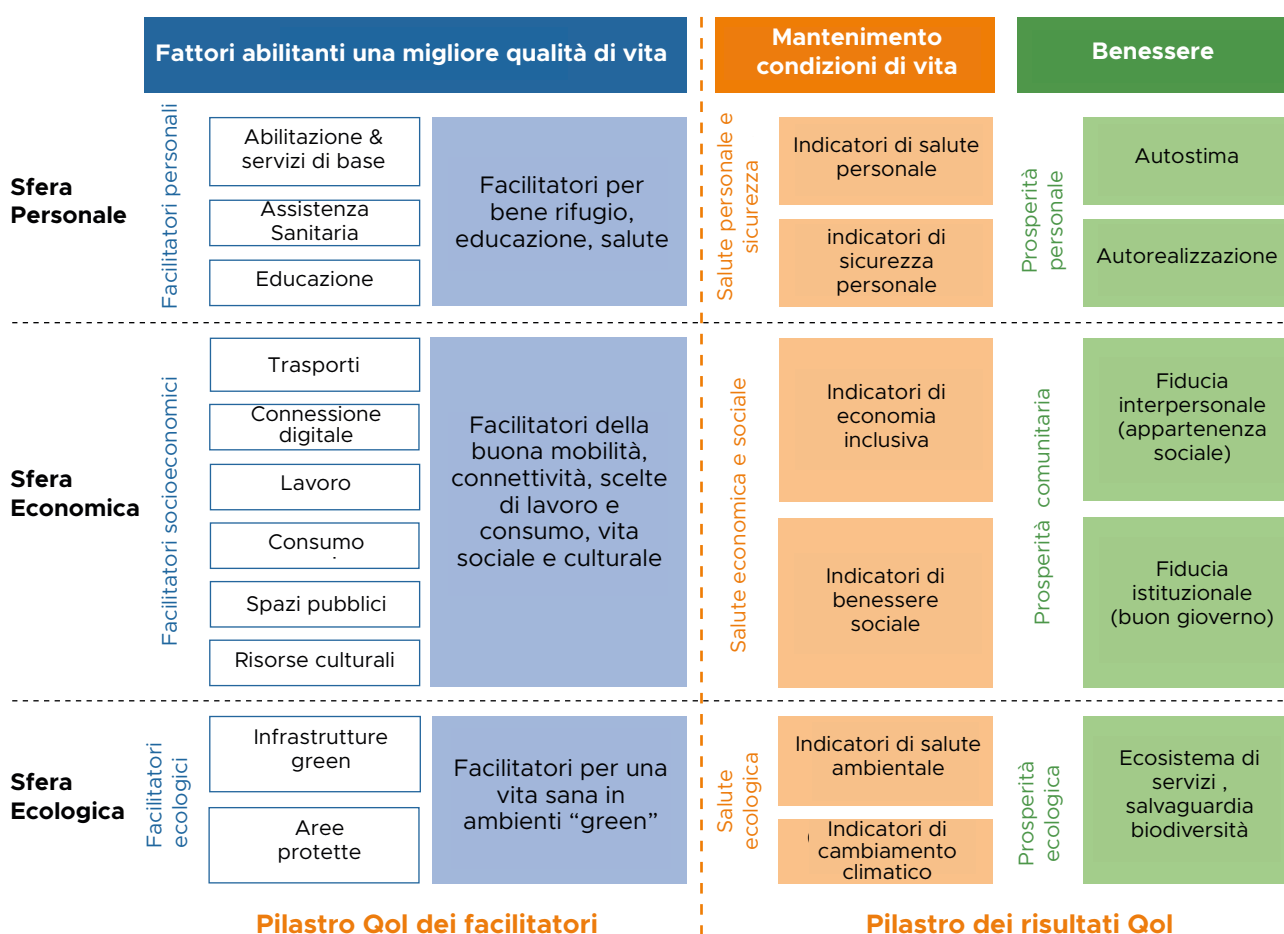 Fattori abilitanti una migliore qualità di vita
Mantenimento
condizioni di vita
Benessere
Sfera
Personale
Facilitatori personali
Abilitazione &
servizi di base
Assistenza
Sanitaria
Educazione
Facilitatori per
bene rifugio,
educazione, salute
Salute personale e
sicurezza
Indicatori di salute
personale
indicatori di
sicurezza
personale
Prosperità
personale
Autostima
Autorealizzazione
Sfera
Economica
Facilitatori socioeconomici
Trasporti
Connessione
digitale
Lavoro
Consumo
Spazi pubblici
Risorse culturali
Facilitatori della
buona mobilità,
connettività, scelte
di lavoro e
consumo, vita
sociale e culturale
Salute economica e sociale
Indicatori di
economia
inclusiva
Indicatori di
benessere
sociale
Prosperità comunitaria
Fiducia
interpersonale
(appartenenza
sociale)
Fiducia
istituzionale
(buon gioverno)
Sfera
Ecologica
Facilitatori
ecologici
Infrastrutture
green
Aree
protette
Facilitatori per una
vita sana in
ambienti “green”
Salute
ecologica
Indicatori di salute
ambientale
Indicatori di
cambiamento
climatico
Prosperità
ecologica
Ecosistema di
servizi ,
salvaguardia
biodiversità
Pilastro Qol dei facilitatori
Pilastro dei risultati Qol